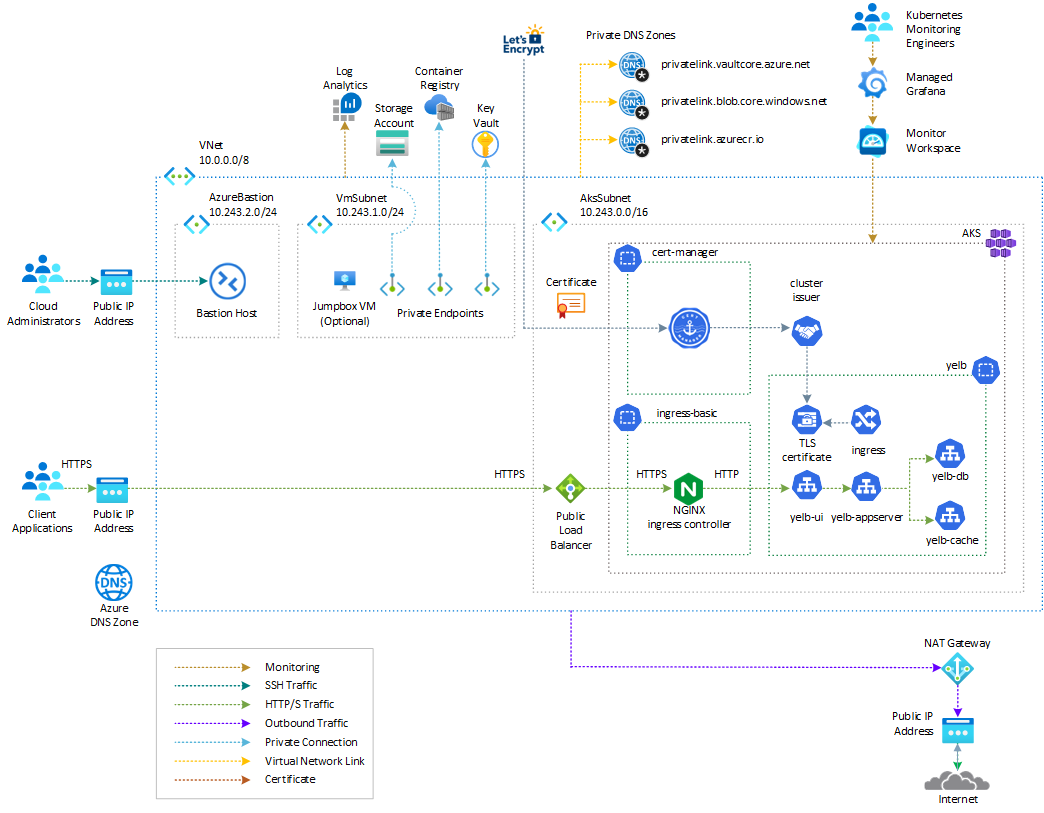 Kubernetes
Monitoring
Engineers
Let's
Encrypt
Private DNS Zones
DNS
privatelink.vaultcore.azure.net
DNS
privatelink.blob.core.windows.net
DNS
privatelink.azurecr.io
Managed
Grafana
Monitor
Workspace
Log
Analytics
Container
Registry
Storage
Account
Key
Vault
VNet
10.0.0.0/8
AzureBastion
10.243.2.0/24
VmSubnet
10.243.1.0/24
AksSubnet
10.243.0.0/16
AKS
cert-manager
Cloud
Administrators
Public IP
Address
Bastion Host
Jumpbox VM
(Optional)
Private Endpoints
Certificate
CERT
cluster
issuer
yelb
ingress-basic
TLS
certificate
ingress
HTTPS
Client
Applications
Public IP
Address
HTTPS
Public
Load
Balancer
HTTPS
N
NGINX
ingress controller
HTTP
yelb-ui
yelb-appserver
yelb-db
yelb-cache
DNS
Azure
DNS Zone
NAT Gateway
Public IP
Address
Internet
Monitoring
SSH Traffic
HTTP/S Traffic
Outbound Traffic
Private Connection
Virtual Network Link
Certificate